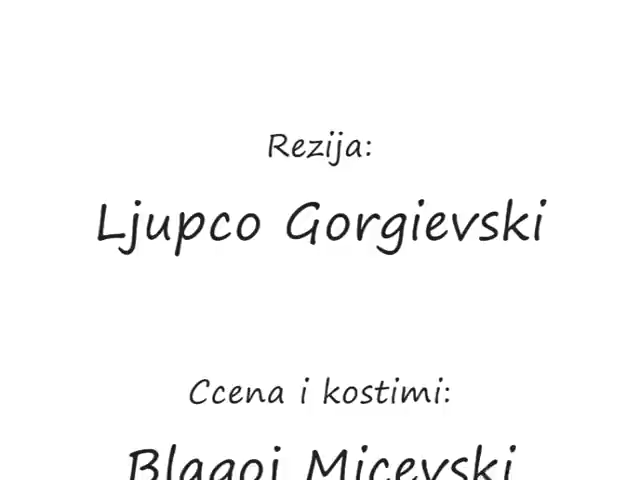 Rezija:
Ljupco Gorgievski
Ccena i kostimi:
Blagoj Micevski